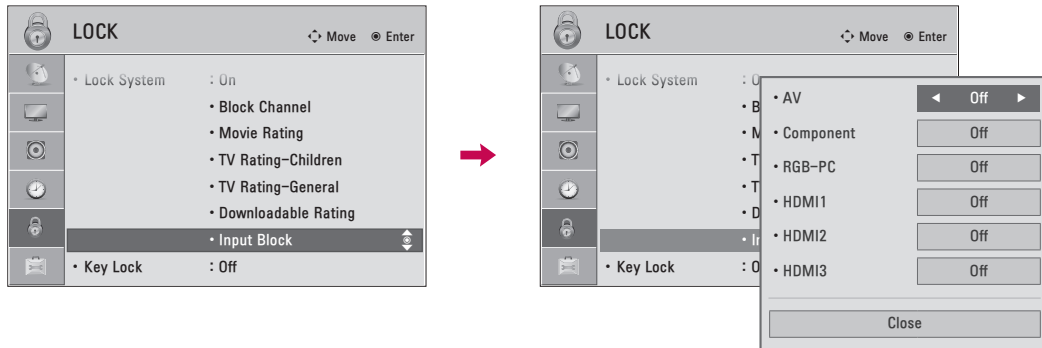 LOCK
Move
Enter
• Lock System : On
• Block Channel
• Movie Rating
• TV Rating-Children
• TV Rating-General
• Downloadable Rating
• Input Block
• Key Lock : Off
LOCK
Move
Enter
• Lock System
• Key Lock
• AV ◄ Off ►
• Component Off
• RGB-PC Off
• HDMI1 Off
• HDMI2 Off
• HDMI3 Off
Close